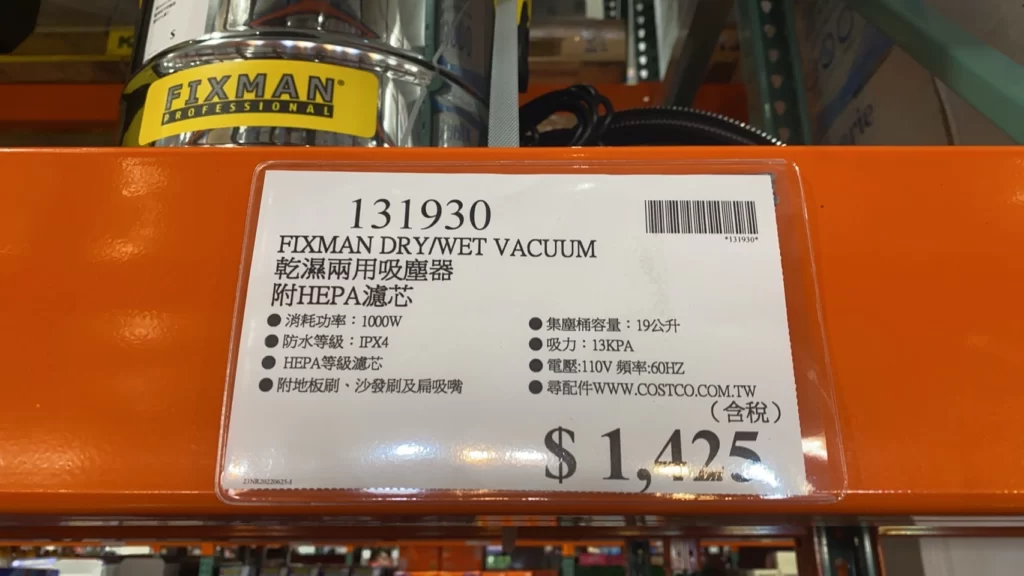 FIXMAN
PROFESSIONAL
131930
*131930*
FIXMAN DRY/WET VACUUM
乾濕兩用吸塵器
附HEPA濾芯
● 消耗功率：1000W
● 防水等級：IPX4
● HEPA等級濾芯
● 附地板刷、沙發刷及扁吸嘴
● 集塵桶容量：19公升
● 吸力：13KPA
● 電壓:110V 頻率:60HZ
● 尋配件WWW.COSTCO.COM.TW
（含稅）
$ 1,425